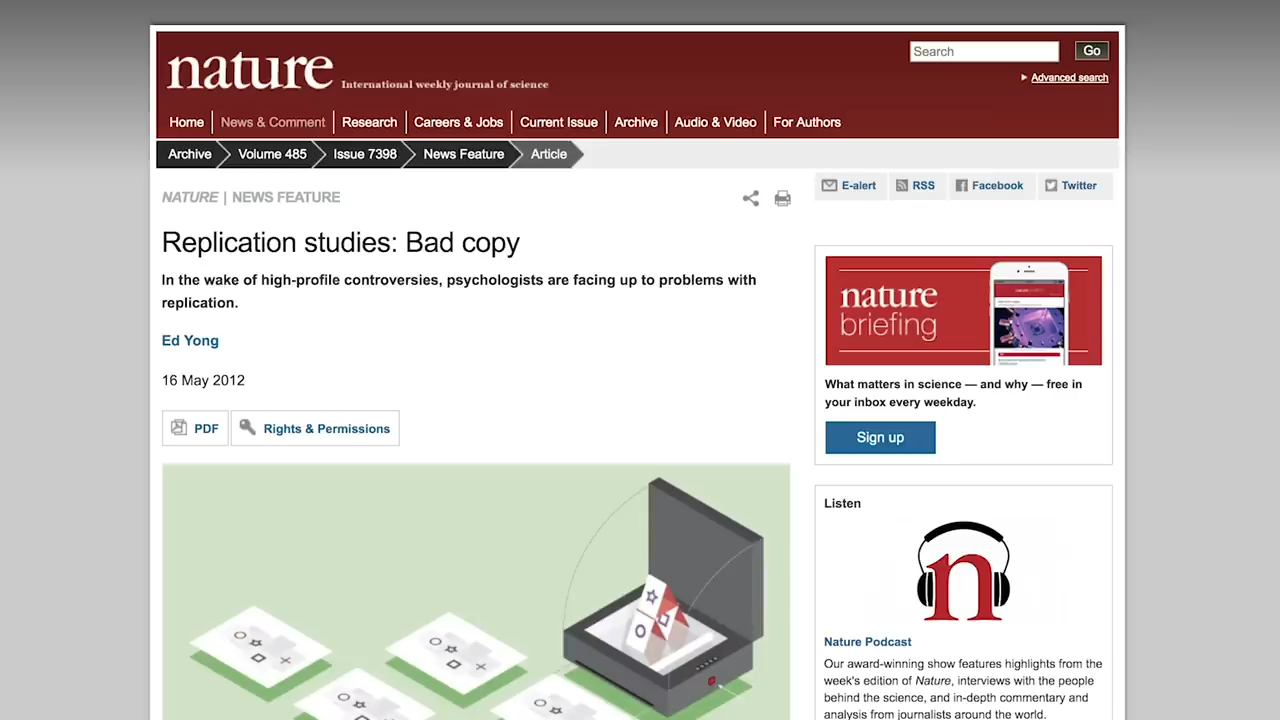 nature International weekly journal of science
Search
Go
Advanced search
Home
News & Comment
Research
Careers & Jobs
Current Issue
Archive
Audio & Video
For Authors
Archive
Volume 485
Issue 7398
News Feature
Article
NATURE | NEWS FEATURE
E-alert
RSS
Facebook
Twitter
Replication studies: Bad copy
In the wake of high-profile controversies, psychologists are facing up to problems with
replication.
Ed Yong
16 May 2012
PDF
Rights & Permissions
nature
briefing
What matters in science — and why — free in
your inbox every weekday.
Sign up
Listen
n
Nature Podcast
Our award-winning show features highlights from the
week's edition of Nature, interviews with the people
behind the science, and in-depth commentary and
analysis from journalists around the world.